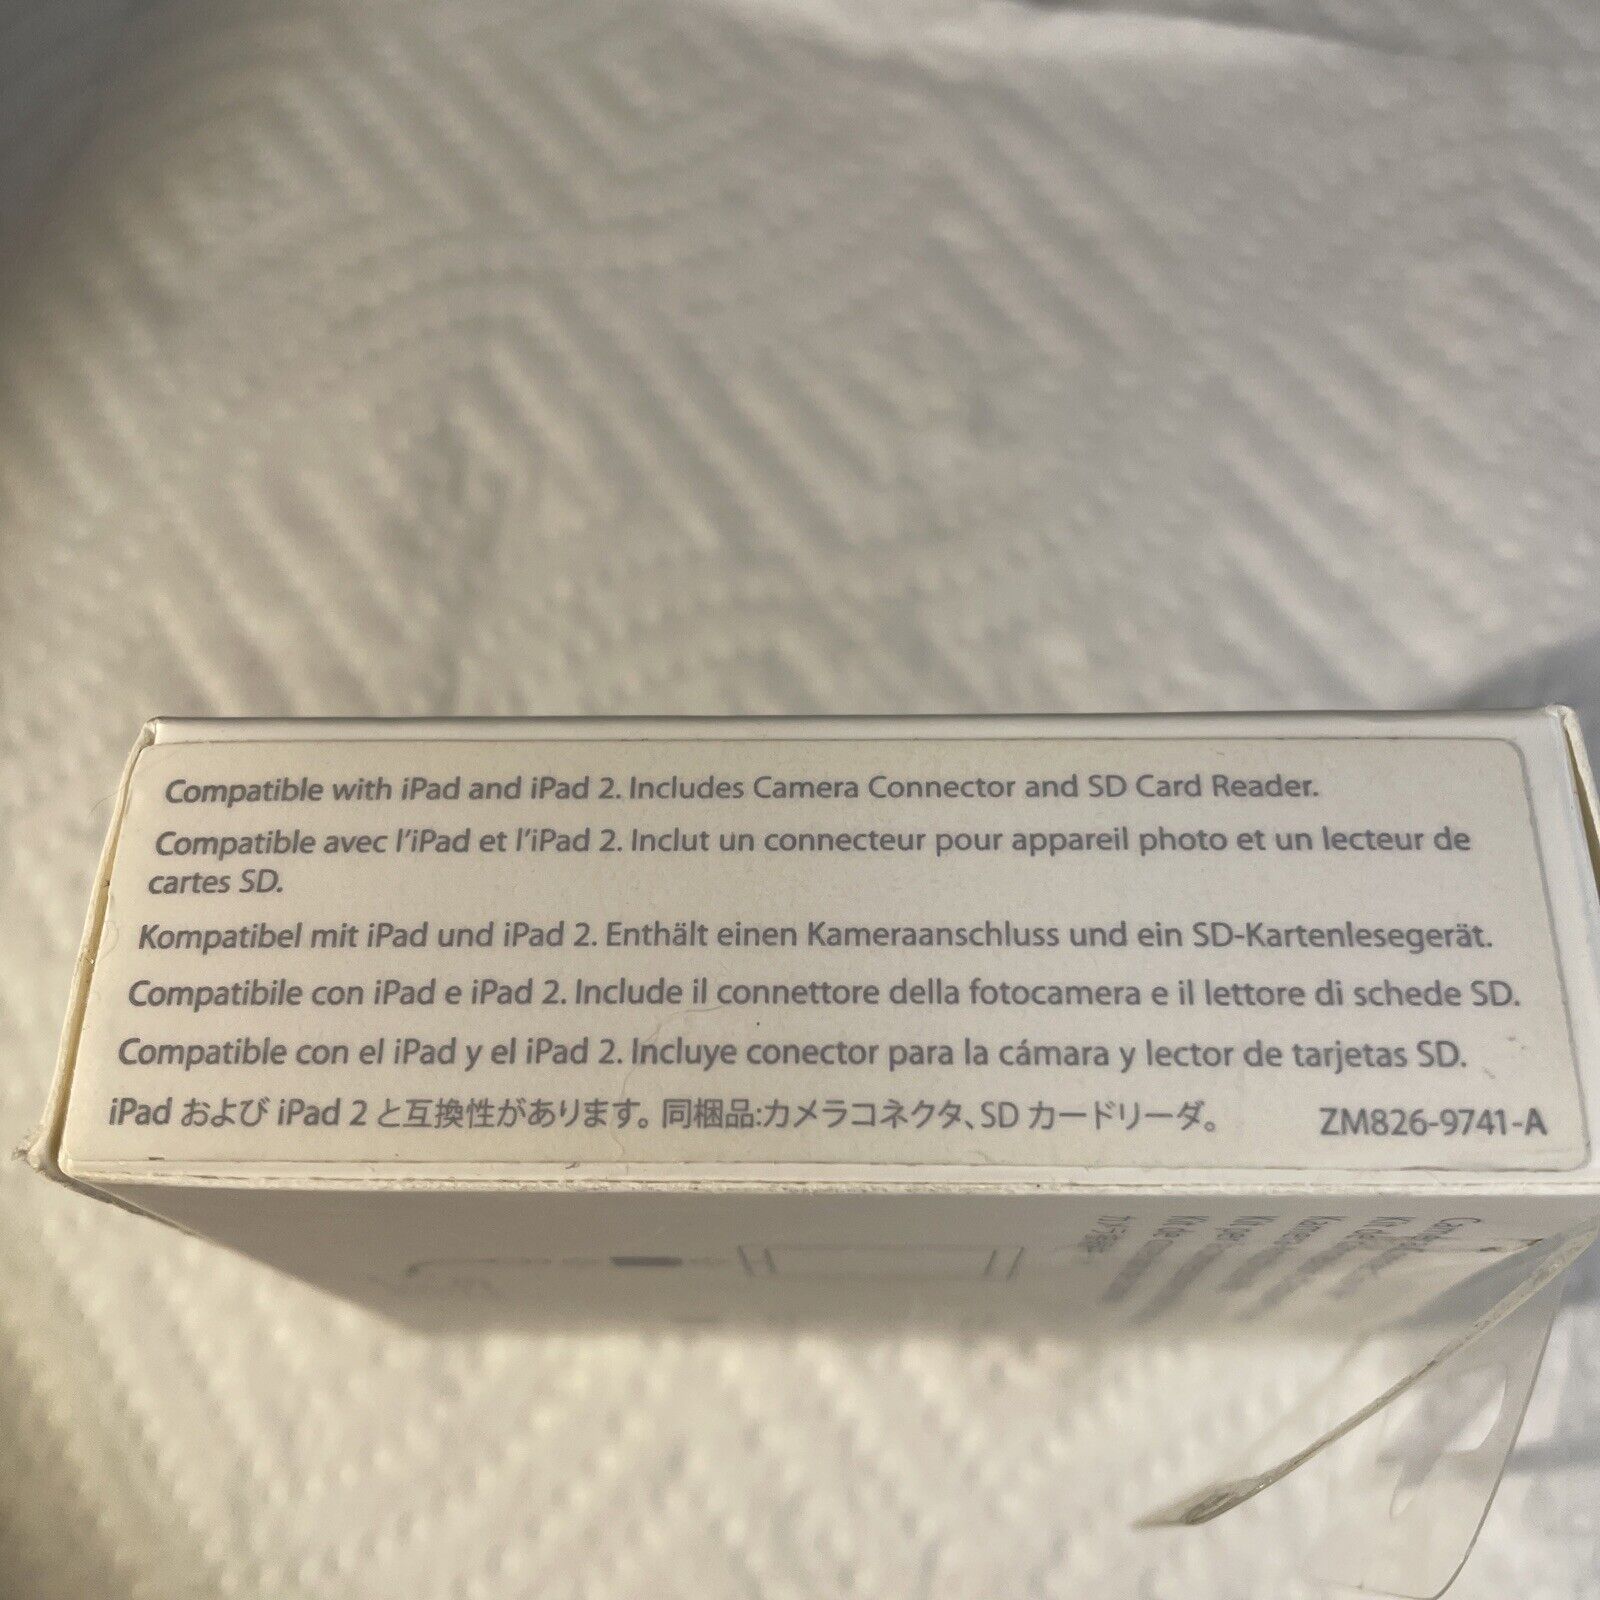 Compatible with iPad and iPad 2. Includes Camera Connector and SD Card Reader.
Compatible avec l'iPad et l'iPad 2. Inclut un connecteur pour appareil photo et un lecteur de
cartes SD.
Kompatibel mit iPad und iPad 2. Enthält einen Kameraanschluss und ein SD-Kartenlesegerät.
Compatibile con iPad e iPad 2. Include il connettore della fotocamera e il lettore di schede SD.
Compatible con el iPad y el iPad 2. Incluye conector para la cámara y lector de tarjetas SD.
iPad および iPad 2 と互換性があります。同梱品:カメラコネクタ、SD カードリーダ。
ZM826-9741-A